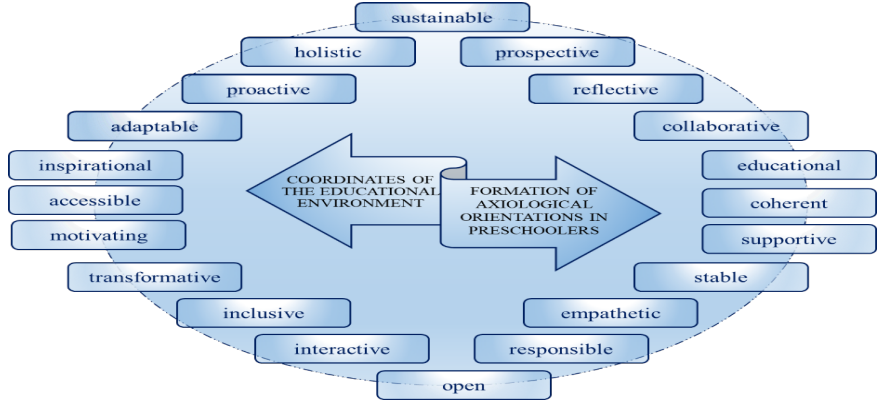 sustainable
holistic
prospective
proactive
reflective
adaptable
collaborative
inspirational
educational
accessible
coherent
motivating
supportive
COORDINATES OF
THE EDUCATIONAL
ENVIRONMENT
FORMATION OF
AXIOLOGICAL
ORIENTATIONS IN
PRESCHOOLERS
transformative
stable
inclusive
empathetic
interactive
responsible
open